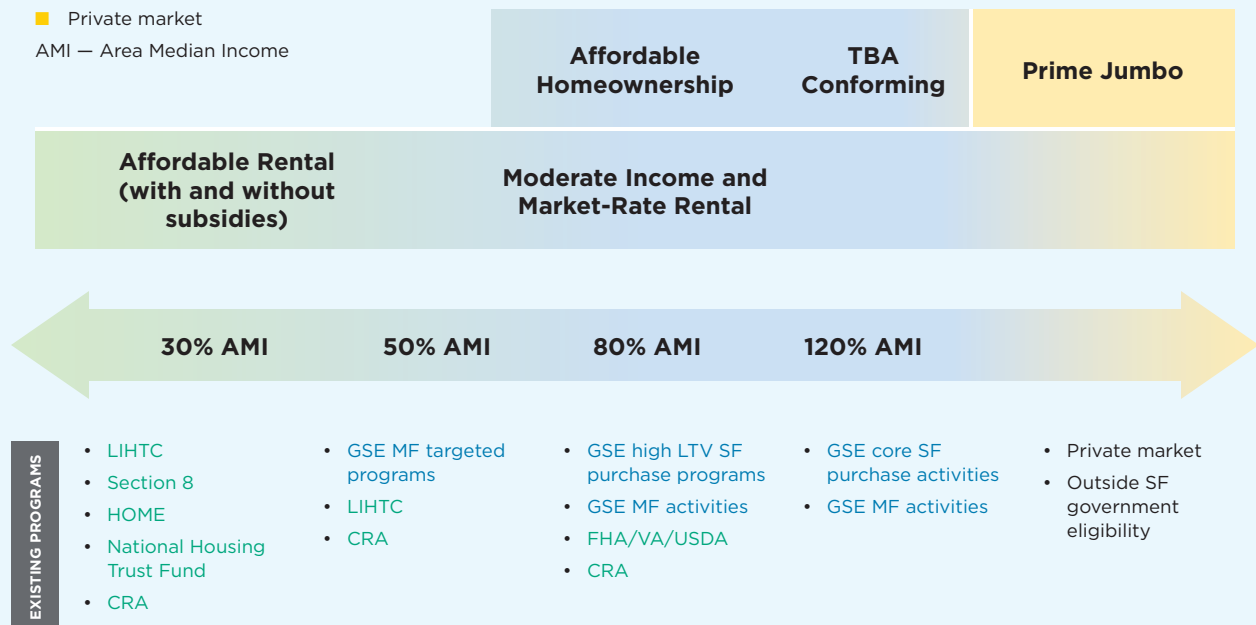 Private market
AMI — Area Median Income
Affordable
Homeownership
TBA
Conforming
Prime Jumbo
Affordable Rental
(with and without
subsidies)
Moderate Income and
Market-Rate Rental
30% AMI
50% AMI
80% AMI
120% AMI
EXISTING PROGRAMS
• LIHTC
• Section 8
• HOME
• National Housing
Trust Fund
• CRA
• GSE MF targeted
programs
• LIHTC
• CRA
• GSE high LTV SF
purchase programs
• GSE MF activities
• FHA/VA/USDA
• CRA
• GSE core SF
purchase activities
• GSE MF activities
• Private market
• Outside SF
government
eligibility